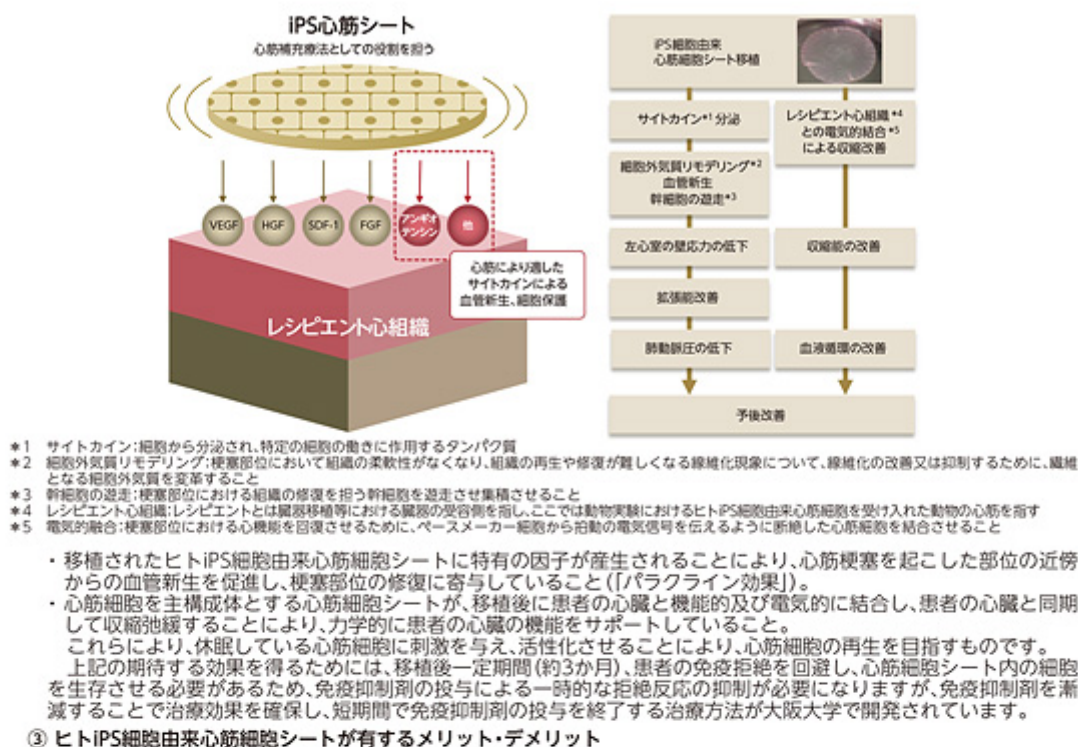 iPS心筋シート
心筋補充療法としての役割を担う
VEGF
HGF
SDF-1
FGF
アンギオ
テンシン
他
心筋により適した
サイトカインによる
血管新生、細胞保護
レシピエント心組織
iPS細胞由来
心筋細胞シート移植
サイトカイン*1分泌
細胞外気質リモデリング*2
血管新生
幹細胞の遊走*3
左心室の壁応力の低下
拡張能改善
肺動脈圧の低下
レシピエント心組織*4
との電気的結合*5
による収縮改善
収縮能の改善
血液循環の改善
予後改善
*1 サイトカイン:細胞から分泌され、特定の細胞の働きに作用するタンパク質
*2 細胞外気質リモデリング:梗塞部位において組織の柔軟性がなくなり、組織の再生や修復が難しくなる線維化現象について、線維化の改善又は抑制するために、繊維
となる細胞外気質を変革すること
*3 幹細胞の遊走:梗塞部位における組織の修復を担う幹細胞を遊走させ集積させること
*4 レシピエント心組織:レシピエントとは臓器移植等における臓器の受容側を指し、ここでは動物実験におけるヒトiPS細胞由来心筋細胞を受け入れた動物の心筋を指す
*5 電気的融合:梗塞部位における心機能を回復させるために、ペースメーカー細胞から拍動の電気信号を伝えるように断絶した心筋細胞を結合させること
・移植されたヒトiPS細胞由来心筋細胞シートに特有の因子が産生されることにより、心筋梗塞を起こした部位の近傍
からの血管新生を促進し、梗塞部位の修復に寄与していること(「パラクライン効果」)。
・心筋細胞を主構成体とする心筋細胞シートが、移植後に患者の心臓と機能的及び電気的に結合し、患者の心臓と同期
して収縮弛緩することにより、力学的に患者の心臓の機能をサポートしていること。
これらにより、休眠している心筋細胞に刺激を与え、活性化させることにより、心筋細胞の再生を目指すものです。
上記の期待する効果を得るためには、移植後一定期間(約3か月)、患者の免疫拒絶を回避し、心筋細胞シート内の細胞
を生存させる必要があるため、免疫抑制剤の投与による一時的な拒絶反応の抑制が必要になりますが、免疫抑制剤を漸
減することで治療効果を確保し、短期間で免疫抑制剤の投与を終了する治療方法が大阪大学で開発されています。
③ ヒトiPS細胞由来心筋細胞シートが有するメリット・デメリット